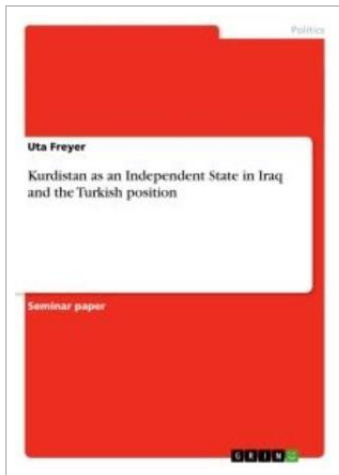 Politics
Uta Freyer
Kurdistan as an Independent State in Iraq
and the Turkish position
Seminar paper
GRIN